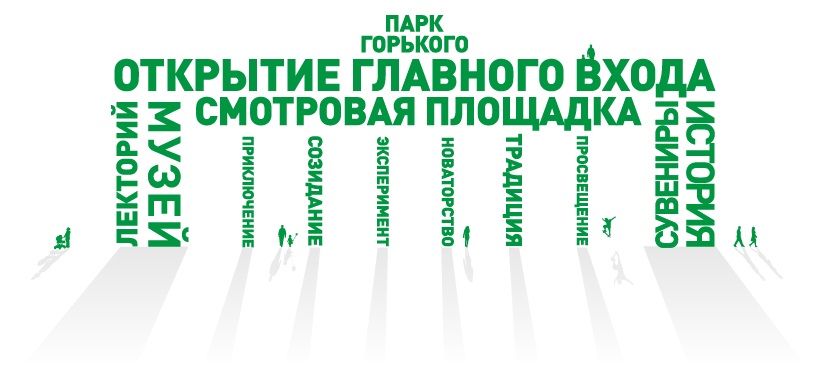 ПАРК
ГОРЬКОГО
ОТКРЫТИЕ ГЛАВНОГО ВХОДА
СМОТРОВАЯ ПЛОЩАДКА
ЛЕКТОРИЙ
МУЗЕЙ
ПРИКЛЮЧЕНИЕ
СОЗИДАНИЕ
ЭКСПЕРИМЕНТ
НОВАТОРСТВО
ТРАДИЦИЯ
ПРОСВЕЩЕНИЕ
СУВЕНИРЫ
ИСТОРИЯ